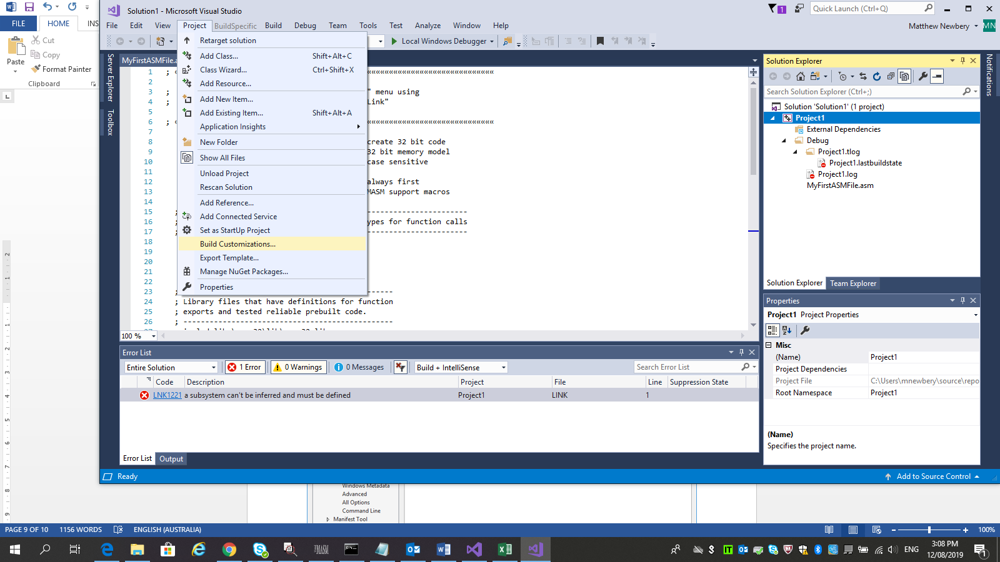 Solution1 - Microsoft Visual Studio
1
Quick Launch (Ctrl+Q)
FILE HOME INS
File Edit View Project BuildSpecific Build Debug Team Tools Test Analyze Window Help
Matthew Newbery MN
Cut
Copy
Format Painter
Paste
Clipboard
Local Windows Debugger
Retarget solution
Add Class... Shift+Alt+C
Class Wizard... Ctrl+Shift+X
Add Resource...
Add New Item...
Add Existing Item... Shift+Alt+A
Application Insights
New Folder
Show All Files
Unload Project
Rescan Solution
Add Reference...
Add Connected Service
Set as StartUp Project
Build Customizations...
Export Template...
Manage NuGet Packages...
Properties
Server Explorer
Toolbox
MyFirstASMFile.a
1 ; «««««««««««««««««««««««««««««
2
3 ; " menu using
4 ; Link"
5
6 ; «««««««««««««««««««««««««««««
7
8 create 32 bit code
9 32 bit memory model
10 case sensitive
11
12 always first
13 MASM support macros
14
15 ; -----------------------
16 ; ypes for function calls
17 ; -----------------------
18
19
20
21
22
23 ; ------
24 ; Library files that have definitions for function
25 ; exports and tested reliable prebuilt code.
26 ; ------------------------------------------------
100 %
Solution Explorer
Search Solution Explorer (Ctrl+;)
Solution 'Solution1' (1 project)
Project1
External Dependencies
Debug
Project1.tlog
Project1.lastbuildstate
Project1.log
MyFirstASMFile.asm
Solution Explorer Team Explorer
Notifications
Properties
Project1 Project Properties
Misc
(Name) Project1
Project Dependencies
Project File C:\Users\mnewbery\source\repo
Root Namespace Project1
(Name)
Specifies the project name.
Error List
Entire Solution 1 Error 0 Warnings 0 Messages Build + IntelliSense Search Error List
Code Description Project File Line Suppression State
LNK1221 a subsystem can't be inferred and must be defined Project1 LINK 1
Error List Output
Ready
Add to Source Control
Windows Metadata
Advanced
All Options
Command Line
Manifest Tool
PAGE 9 OF 10 1156 WORDS ENGLISH (AUSTRALIA) 100%
ENG
3:08 PM
12/08/2019
1